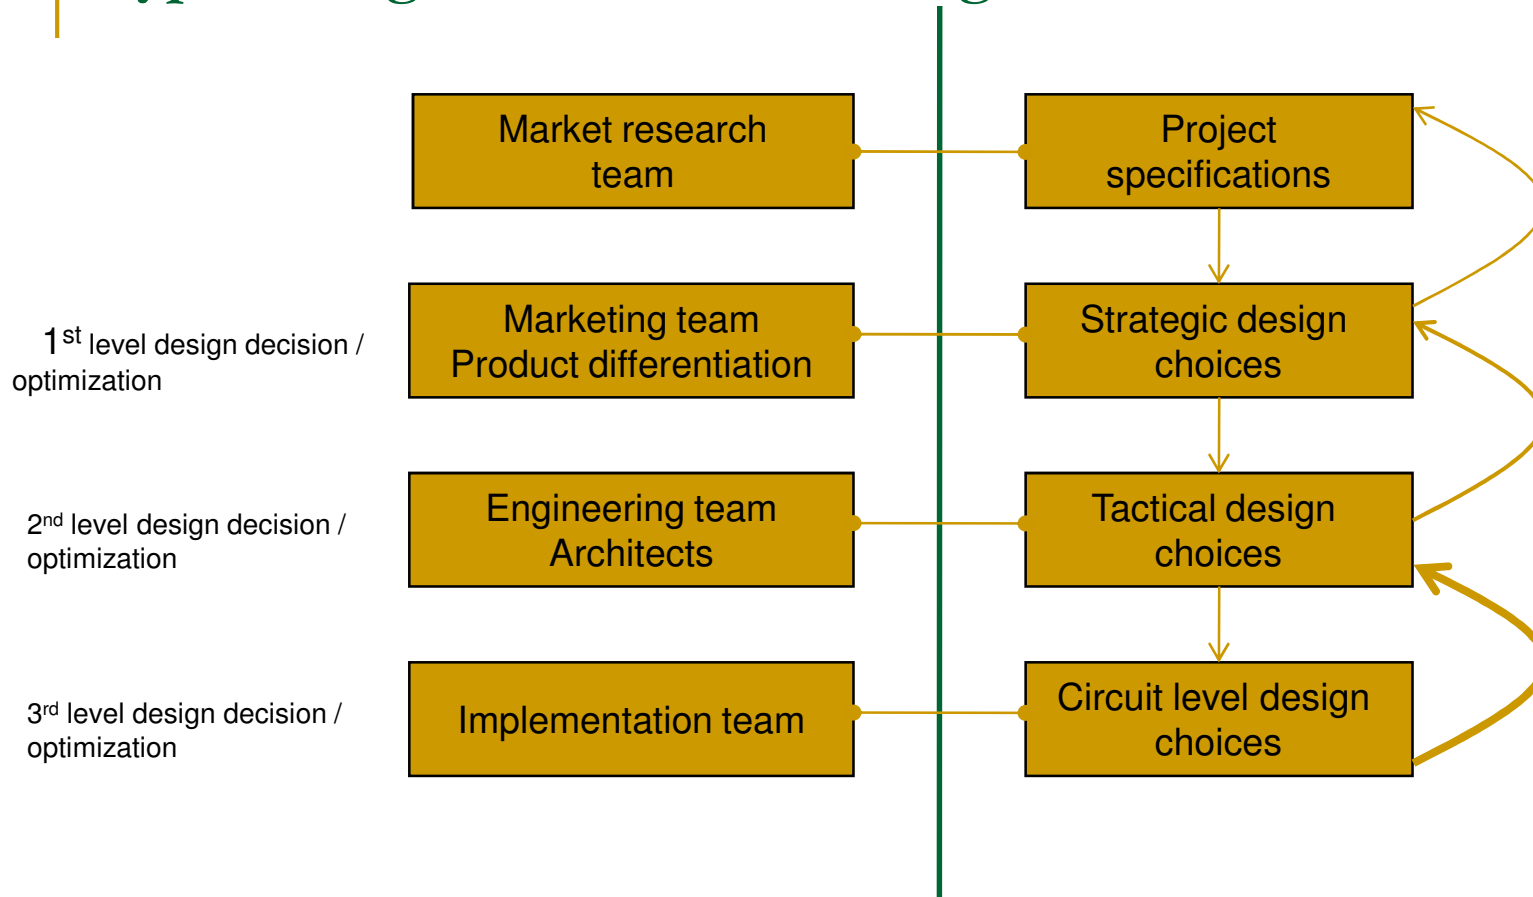 Market research
team
Project
specifications
1st level design decision /
optimization
Marketing team
Product differentiation
Strategic design
choices
2nd level design decision /
optimization
Engineering team
Architects
Tactical design
choices
3rd level design decision /
optimization
Implementation team
Circuit level design
choices